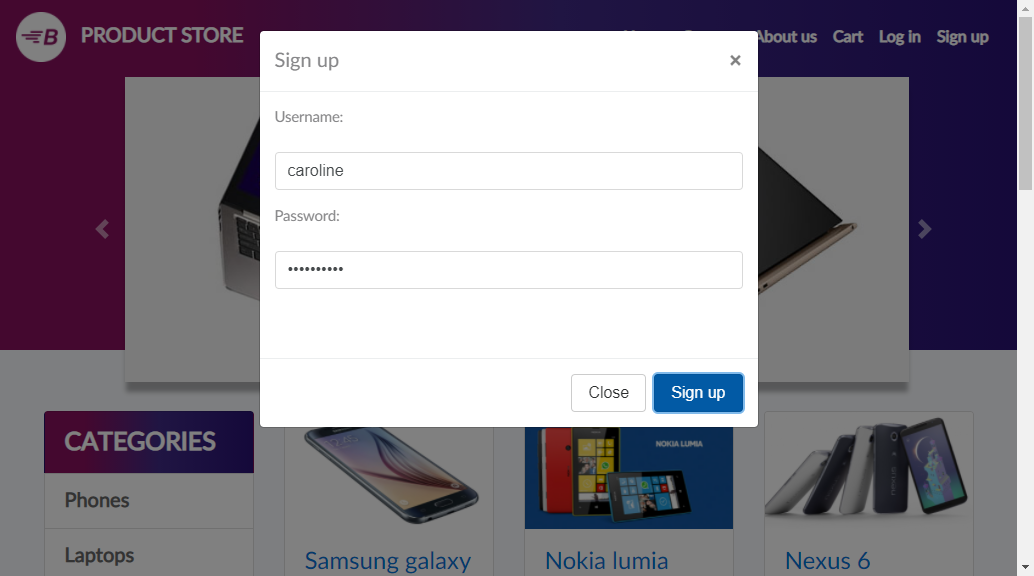 B PRODUCT STORE
About us Cart Log in Sign up
Sign up ×
Username:
caroline
Password:
••••••••••
Close Sign up
CATEGORIES
Phones
Laptops
NOKIA LUMIA
Samsung galaxy
Nokia lumia
Nexus 6